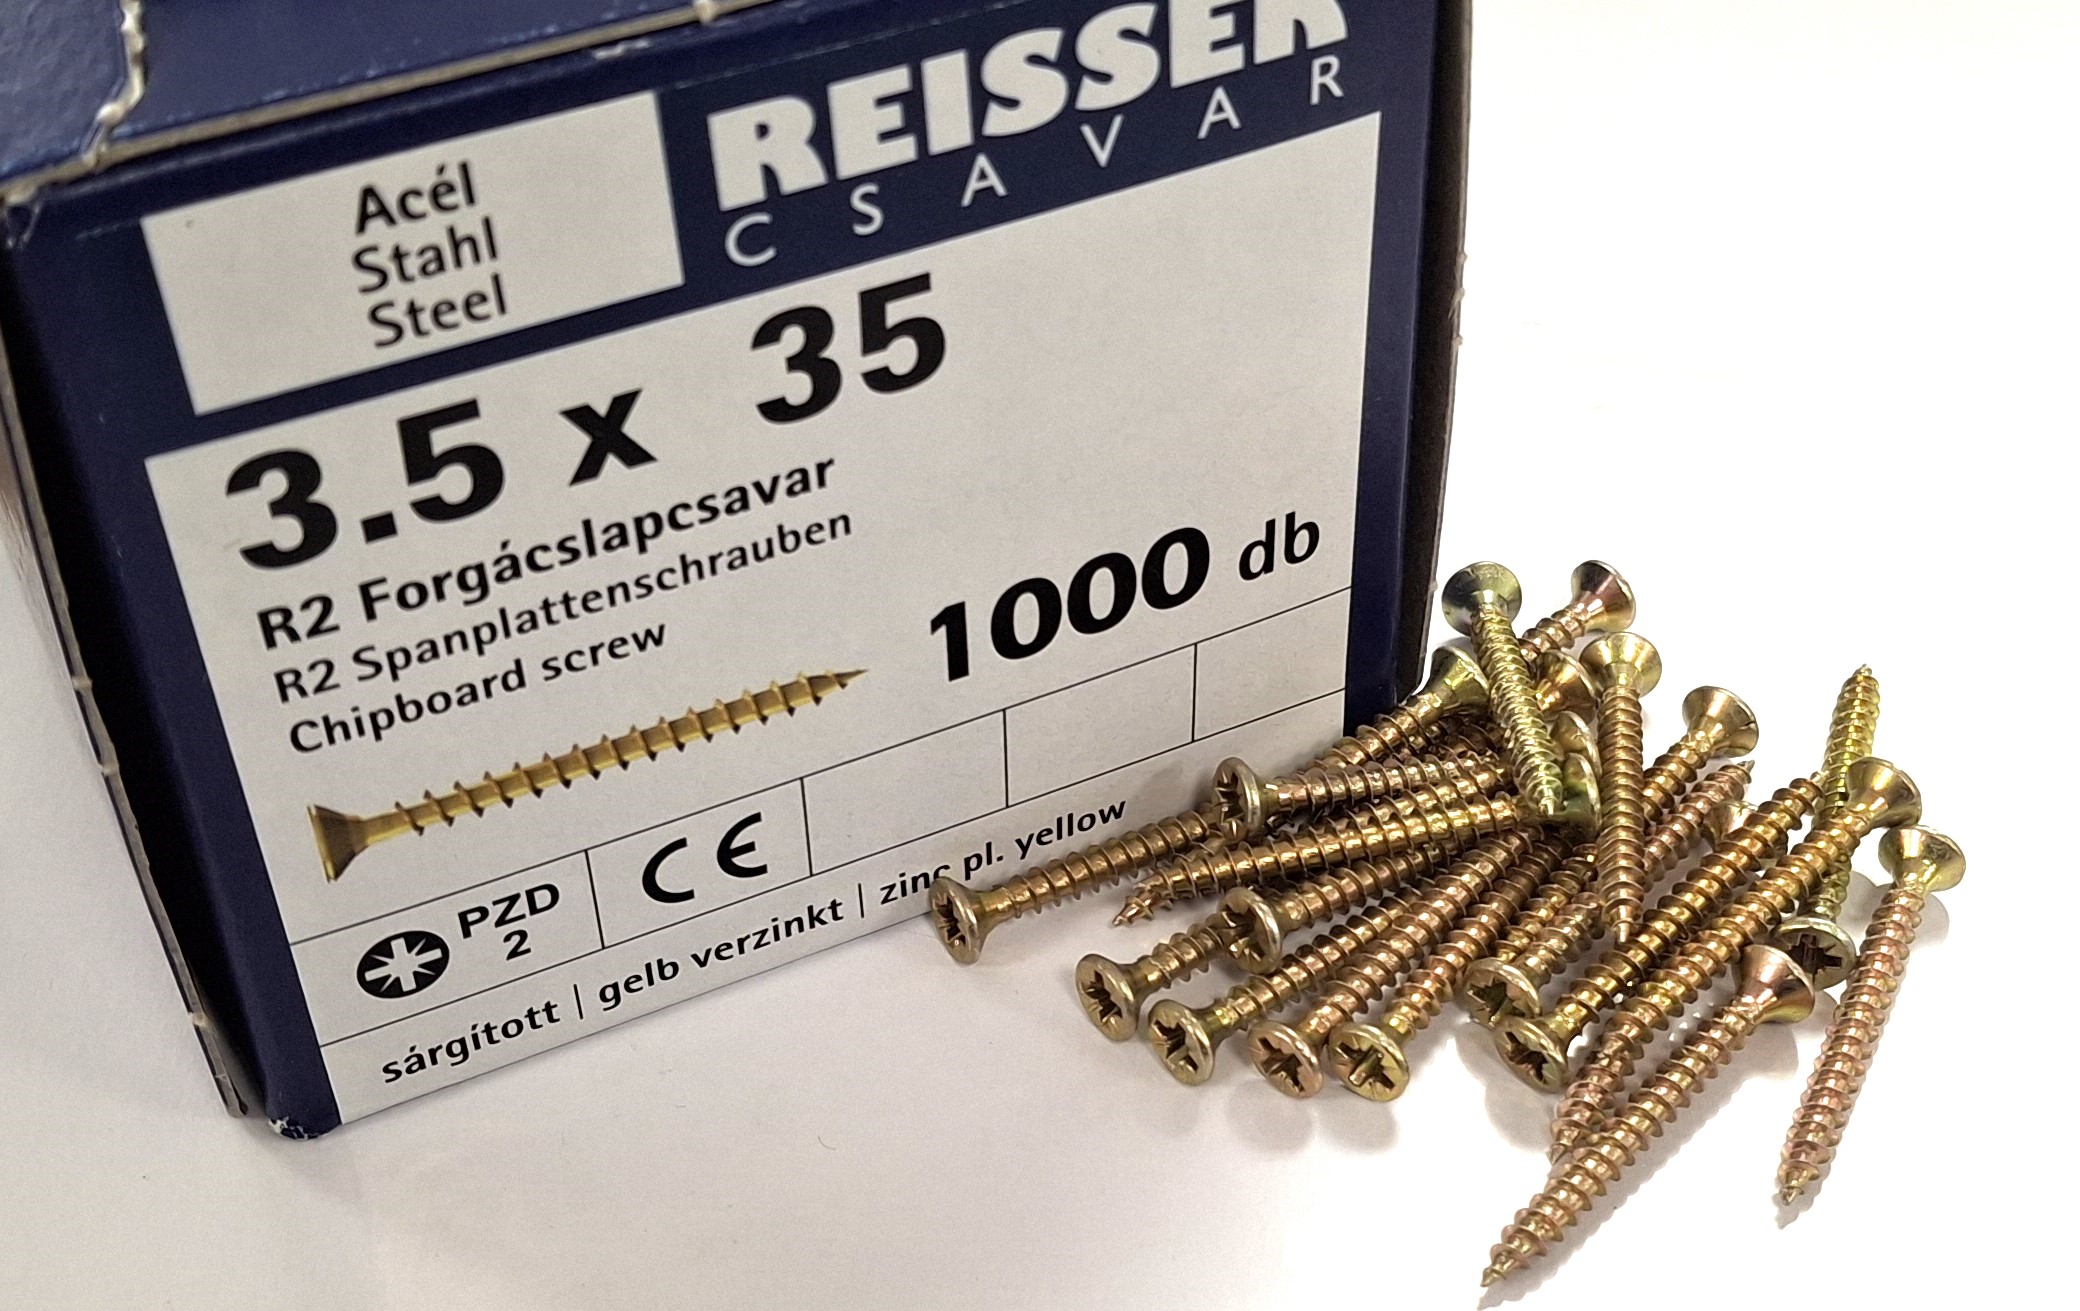 REISSER
CSAVAR
Acél
Stahl
Steel
3.5 x 35
R2 Forgácslapcsavar
R2 Spanplattenschrauben
Chipboard screw
1000 db
PZD
2
CE
sárgított | gelb verzinkt | zinc pl. yellow